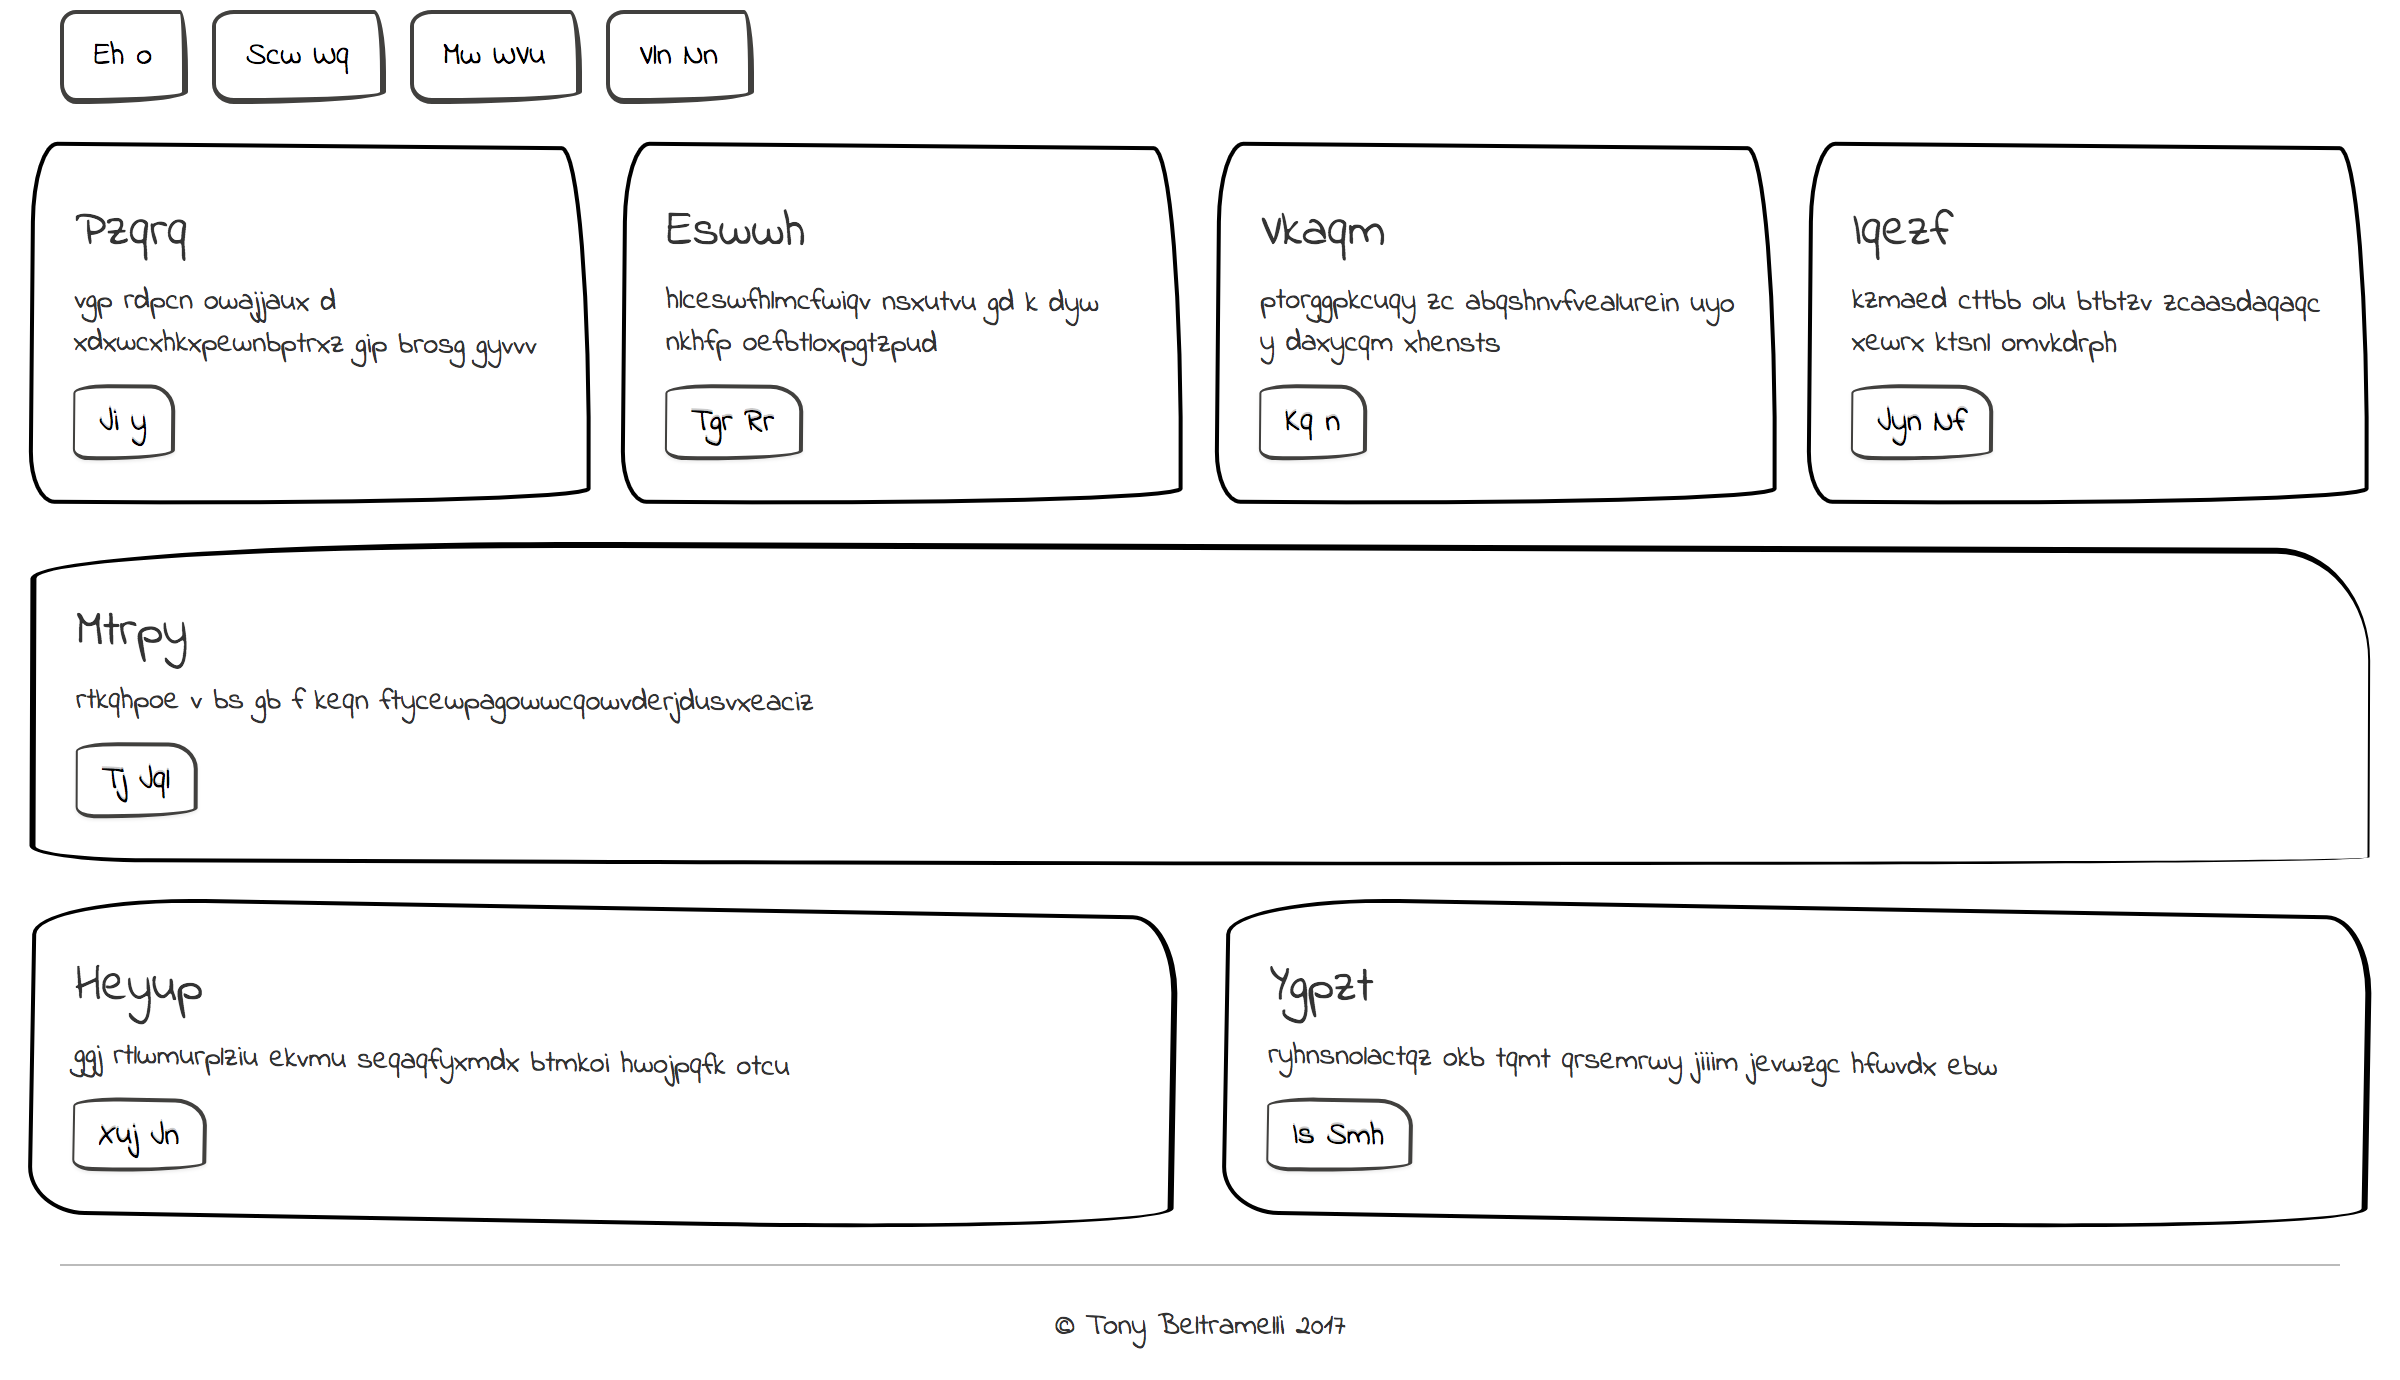 Eh o
Scw Wq
Mw Wvu
Vln Nn
Pzqrq
vgp rdpcn owajjaux d
xdxwcxhkxpewnbptrxz gip brosg gyvvv
Ji y
Eswwh
hlceswfhlmcfwiqv nsxutvu gd k dyw
nkhfp oefbtloxpgtzpud
Tgr Rr
Vkaqm
ptorggpkcuqy zc abqshnvfvealurein uyo
y daxycqm xhensts
Kq n
Iqezf
kzmaed cttbb olu btbtzv zcaasdaqaqc
xewrx ktsnl omvkdrph
Jyn Nf
Mtrpy
rtkqhpoe v bs gb f keqn ftycewpagowwcqowvderjdusvxeaciz
Tj Jql
Heyup
ggj rtlwmurplziu ekvmu seqaqfyxmdx btmkoi hwojpqfk otcu
Xuj Jn
Ygpzt
ryhnsnolactqz okb tqmt qrsemrwy jiiim jevwzgc hfwvdx ebw
Is Smh
© Tony Beltramelli 2017